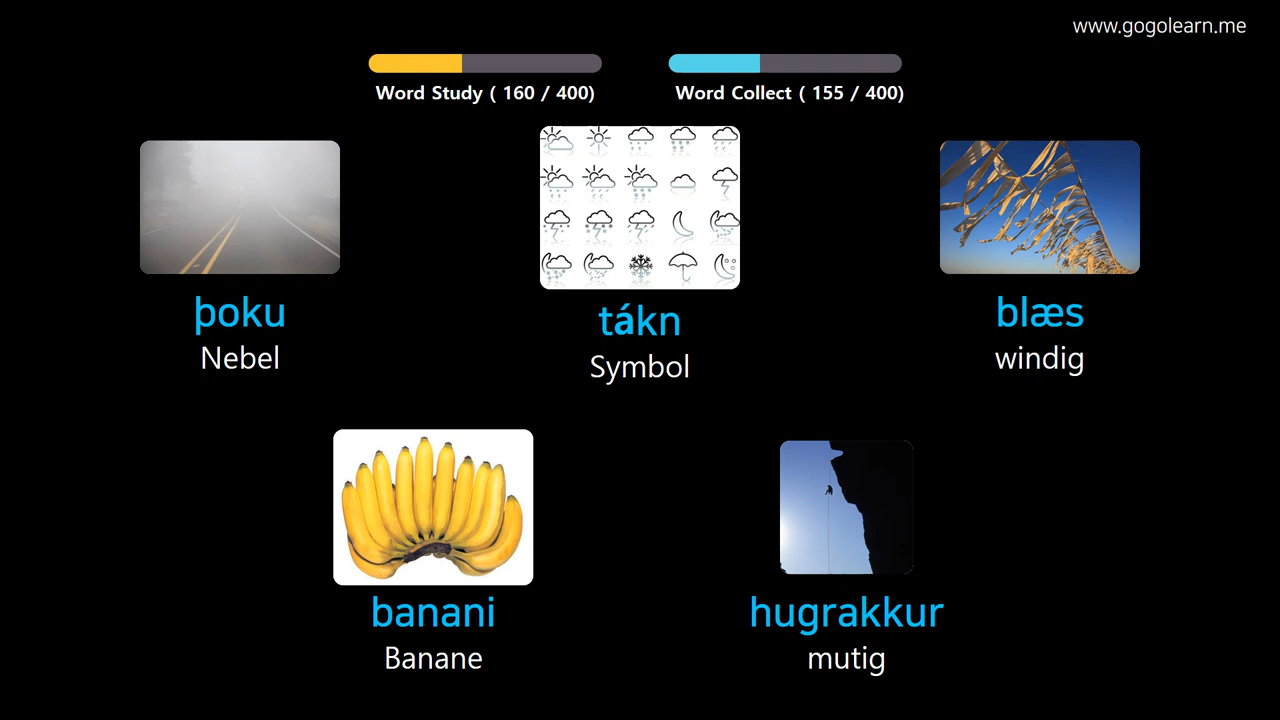 www.gogolearn.me
Word Study ( 160 / 400)
Word Collect ( 155 / 400)
þoku
Nebel
tákn
Symbol
blæs
windig
banani
Banane
hugrakkur
mutig